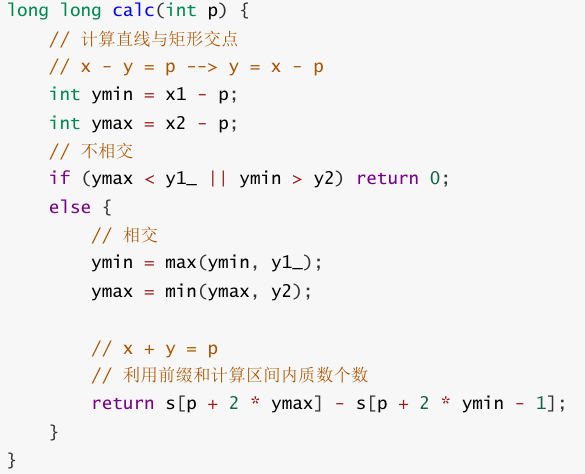 long long calc(int p) {
    // 计算直线与矩形交点
    // x - y = p --> y = x - p
    int ymin = x1 - p;
    int ymax = x2 - p;
    // 不相交
    if (ymax < y1_ || ymin > y2) return 0;
    else {
        // 相交
        ymin = max(ymin, y1_);
        ymax = min(ymax, y2);

        // x + y = p
        // 利用前缀和计算区间内质数个数
        return s[p + 2 * ymax] - s[p + 2 * ymin - 1];
    }
}